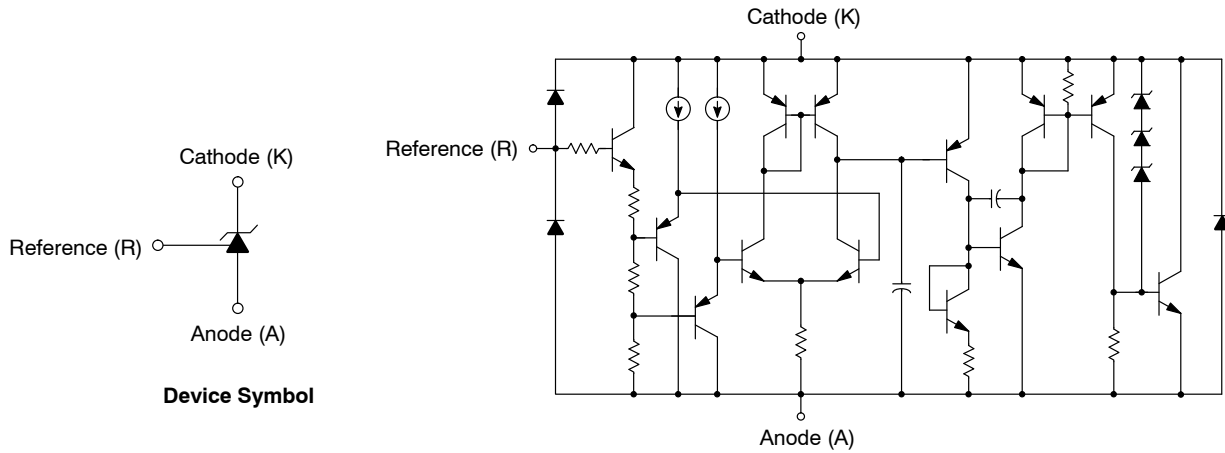 Cathode (K)
Reference (R)
Anode (A)
Device Symbol
Cathode (K)
Reference (R)
Anode (A)